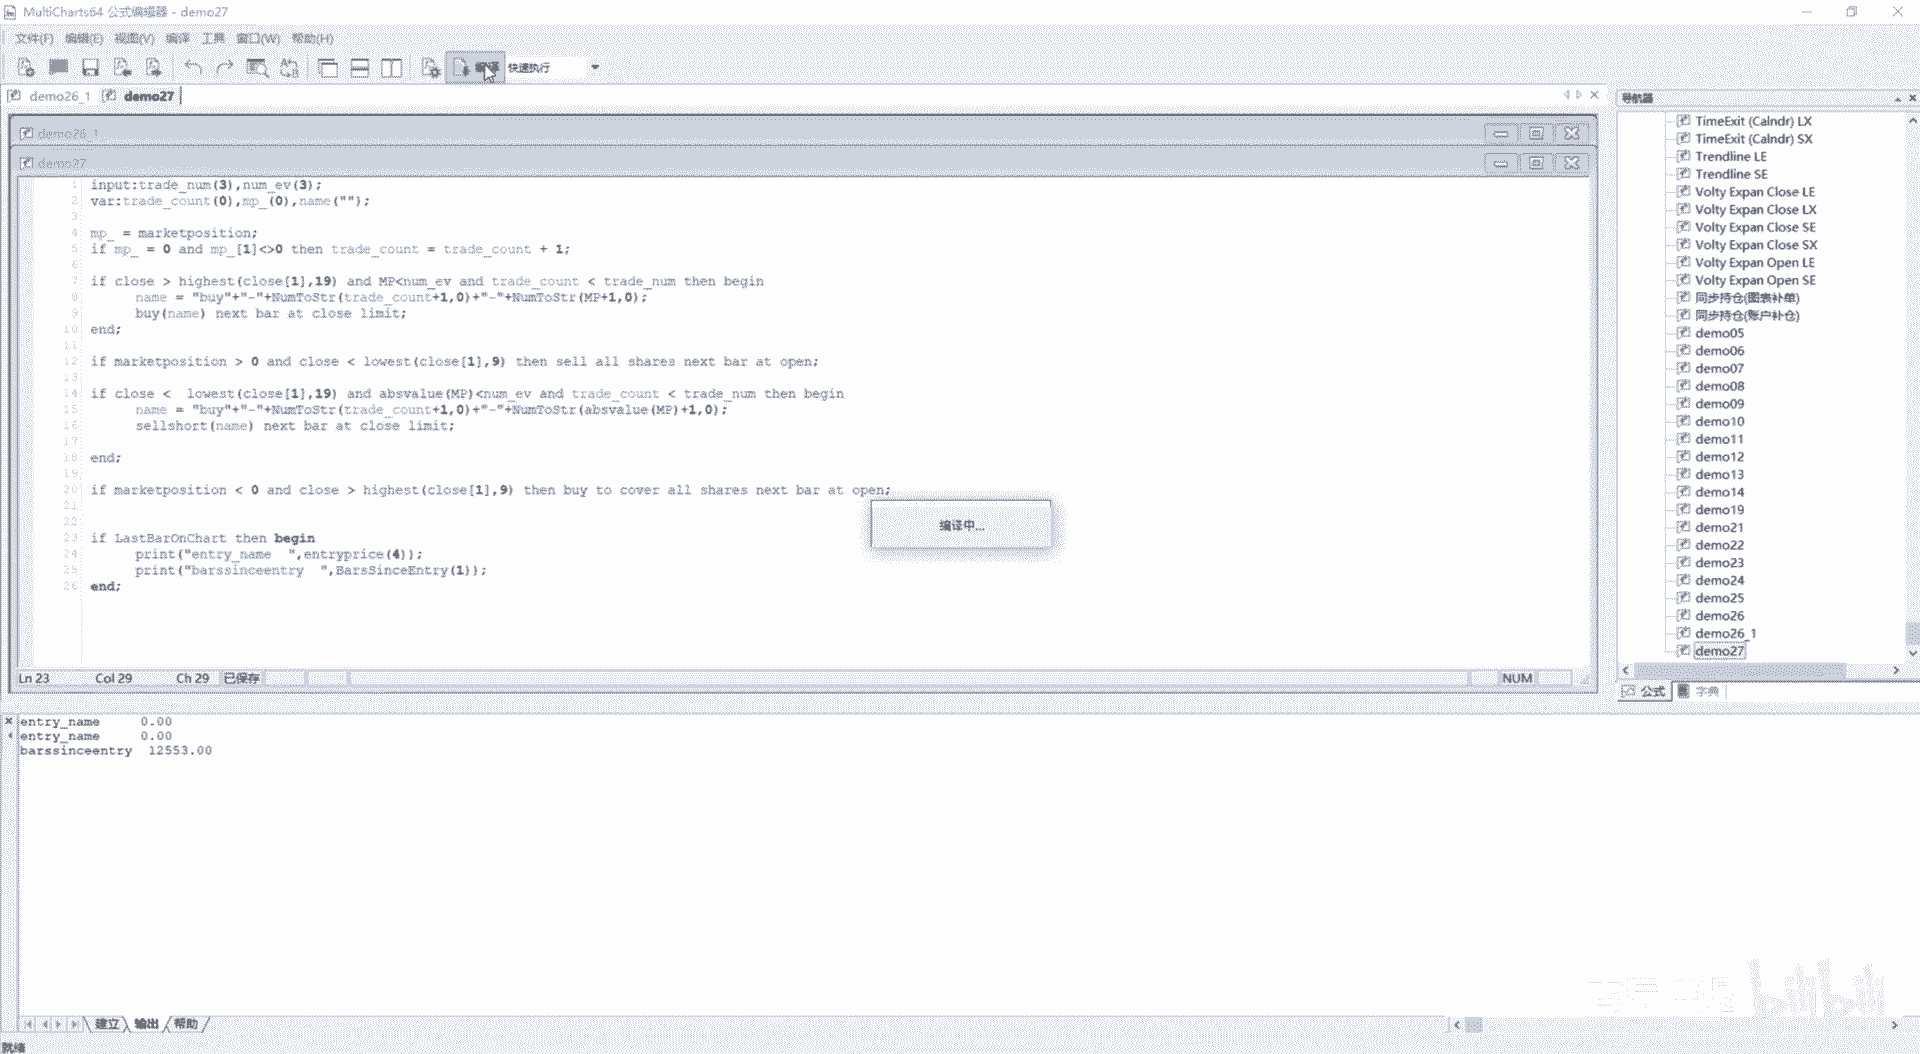 MultiCharts64 公式编辑器 - demo27
文件(F) 编辑(E) 视图(V) 编译 工具 窗口(W) 帮助(H)
编译 快速执行
demo26_1 demo27
demo26_1
demo27
1 input:trade_num(3),num_ev(3);
2 var:trade_count(0),mp_(0),name("");
3
4 mp_ = marketposition;
5 if mp_ = 0 and mp_[1]<>0 then trade_count = trade_count + 1;
6
7 if close > highest(close[1],19) and MP<num_ev and trade_count < trade_num then begin
8 name = "buy"+"-"+NumToStr(trade_count+1,0)+"-"+NumToStr(MP+1,0);
9 buy(name) next bar at close limit;
10 end;
11
12 if marketposition > 0 and close < lowest(close[1],9) then sell all shares next bar at open;
13
14 if close <  lowest(close[1],19) and absvalue(MP)<num_ev and trade_count < trade_num then begin
15 name = "buy"+"-"+NumToStr(trade_count+1,0)+"-"+NumToStr(absvalue(MP)+1,0);
16 sellshort(name) next bar at close limit;
17
18 end;
19
20 if marketposition < 0 and close > highest(close[1],9) then buy to cover all shares next bar at open;
21
22
23 if LastBarOnChart then begin
24 print("entry_name  ",entryprice(4));
25 print("barssinceentry  ",BarsSinceEntry(1));
26 end;
编译中...
Ln 23 Col 29 Ch 29 已保存 NUM
导航器
TimeExit (Calndr) LX
TimeExit (Calndr) SX
Trendline LE
Trendline SE
Volty Expan Close LE
Volty Expan Close LX
Volty Expan Close SE
Volty Expan Close SX
Volty Expan Open LE
Volty Expan Open SE
同步持仓(图表补单)
同步持仓(账户补仓)
demo05
demo06
demo07
demo08
demo09
demo10
demo11
demo12
demo13
demo14
demo19
demo21
demo22
demo23
demo24
demo25
demo26
demo26_1
demo27
公式 字典
entry_name 0.00
entry_name 0.00
barssinceentry 12553.00
建立 输出 帮助
就绪
bilibili